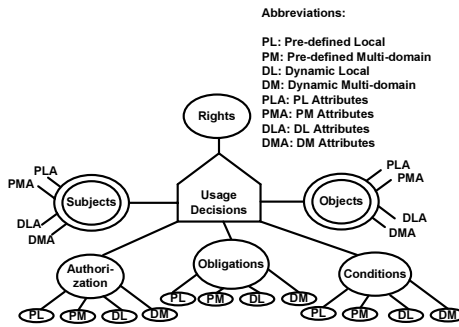 Abbreviations:
PL: Pre-defined Local
PM: Pre-defined Multi-domain
DL: Dynamic Local
DM: Dynamic Multi-domain
PLA: PL Attributes
PMA: PM Attributes
DLA: DL Attributes
DMA: DM Attributes
Rights
PLA
PMA
Subjects
DLA
DMA
Usage
Decisions
PLA
PMA
Objects
DLA
DMA
Authori-
zation
Obligations
Conditions
PL
PM
DL
DM
PL
PM
DL
DM
PL
PM
DL
DM